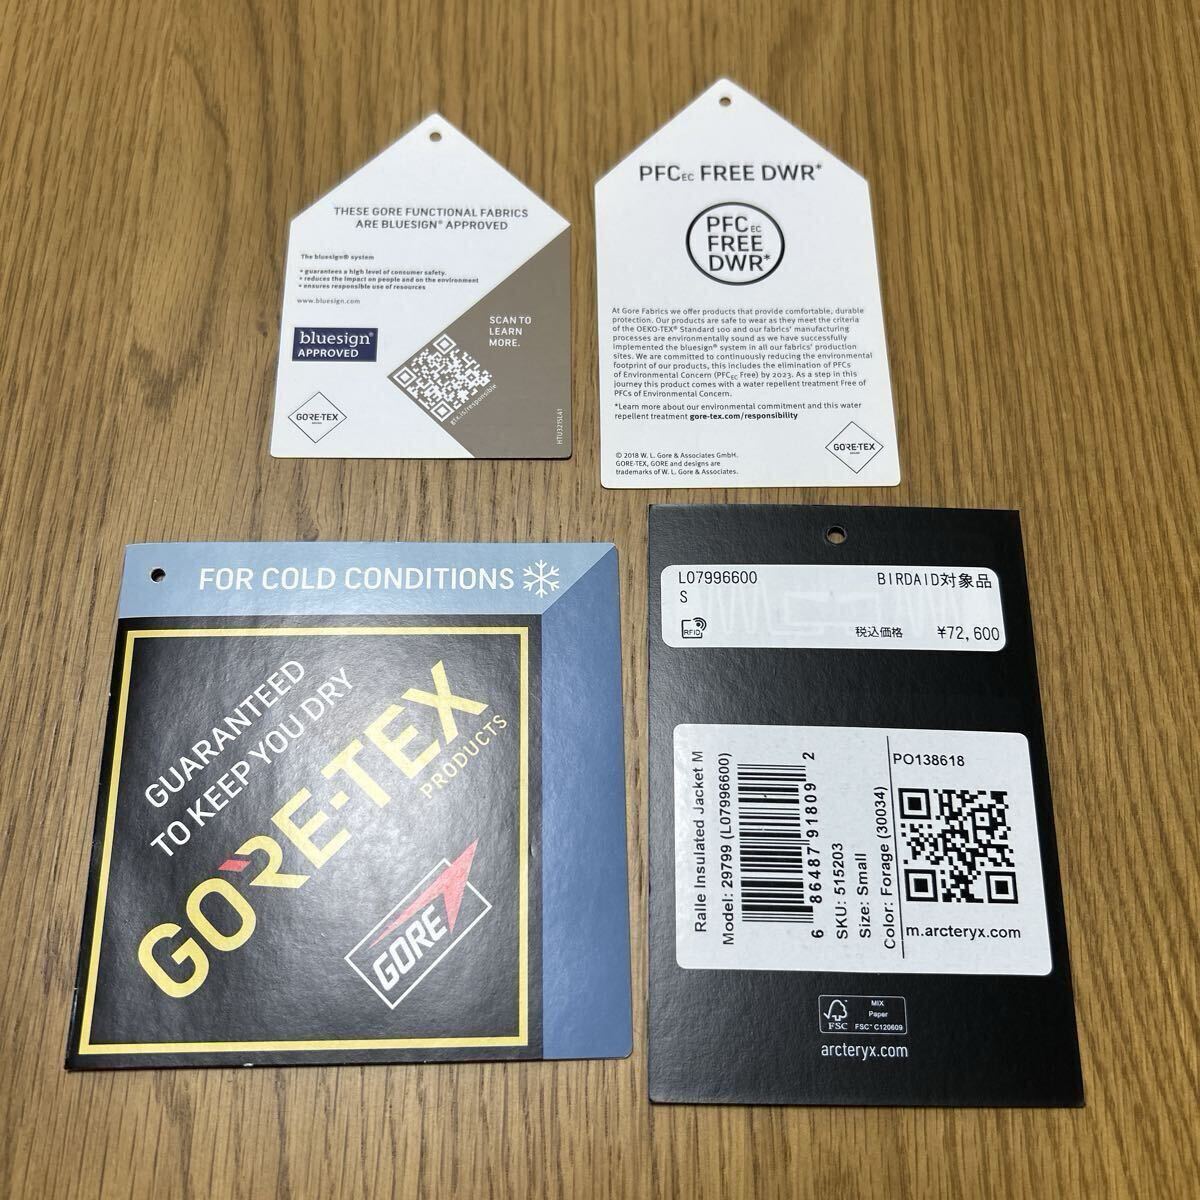 THESE GORE FUNCTIONAL FABRICS
ARE BLUESIGN® APPROVED
The bluesign® system
• guarantees a high level of consumer safety.
• reduces the impact on people and on the environment
• ensures responsible use of resources
www.bluesign.com
bluesign®
APPROVED
SCAN TO
LEARN
MORE.
gtx.is/responsible
GORE-TEX
BRAND
HTU3215L41
PFCEC FREE DWR*
PFCEC
FREE
DWR*
At Gore Fabrics we offer products that provide comfortable, durable
protection. Our products are safe to wear as they meet the criteria
of the OEKO-TEX® Standard 100 and our fabrics' manufacturing
processes are environmentally sound as we have successfully
implemented the bluesign® system in all our fabrics' production
sites. We are committed to continuously reducing the environmental
footprint of our products, this includes the elimination of PFCs
of Environmental Concern (PFCEC Free) by 2023. As a step in this
journey this product comes with a water repellent treatment Free of
PFCs of Environmental Concern.
*Learn more about our environmental commitment and this water
repellent treatment gore-tex.com/responsibility
© 2018 W. L. Gore & Associates GmbH.
GORE-TEX, GORE and designs are
trademarks of W. L. Gore & Associates.
GORE-TEX
BRAND
FOR COLD CONDITIONS
GUARANTEED
TO KEEP YOU DRY
GORE-TEX
PRODUCTS
GORE
L07996600 BIRDAID対象品
S
RFID
税込価格 ¥72,600
Ralle Insulated Jacket M
Model: 29799 (L07996600)
6 86487 91809 2
SKU: 515203
Size: Small
Color: Forage (30034)
PO138618
m.arcteryx.com
FSC
MIX
Paper
FSC™ C120609
arcteryx.com